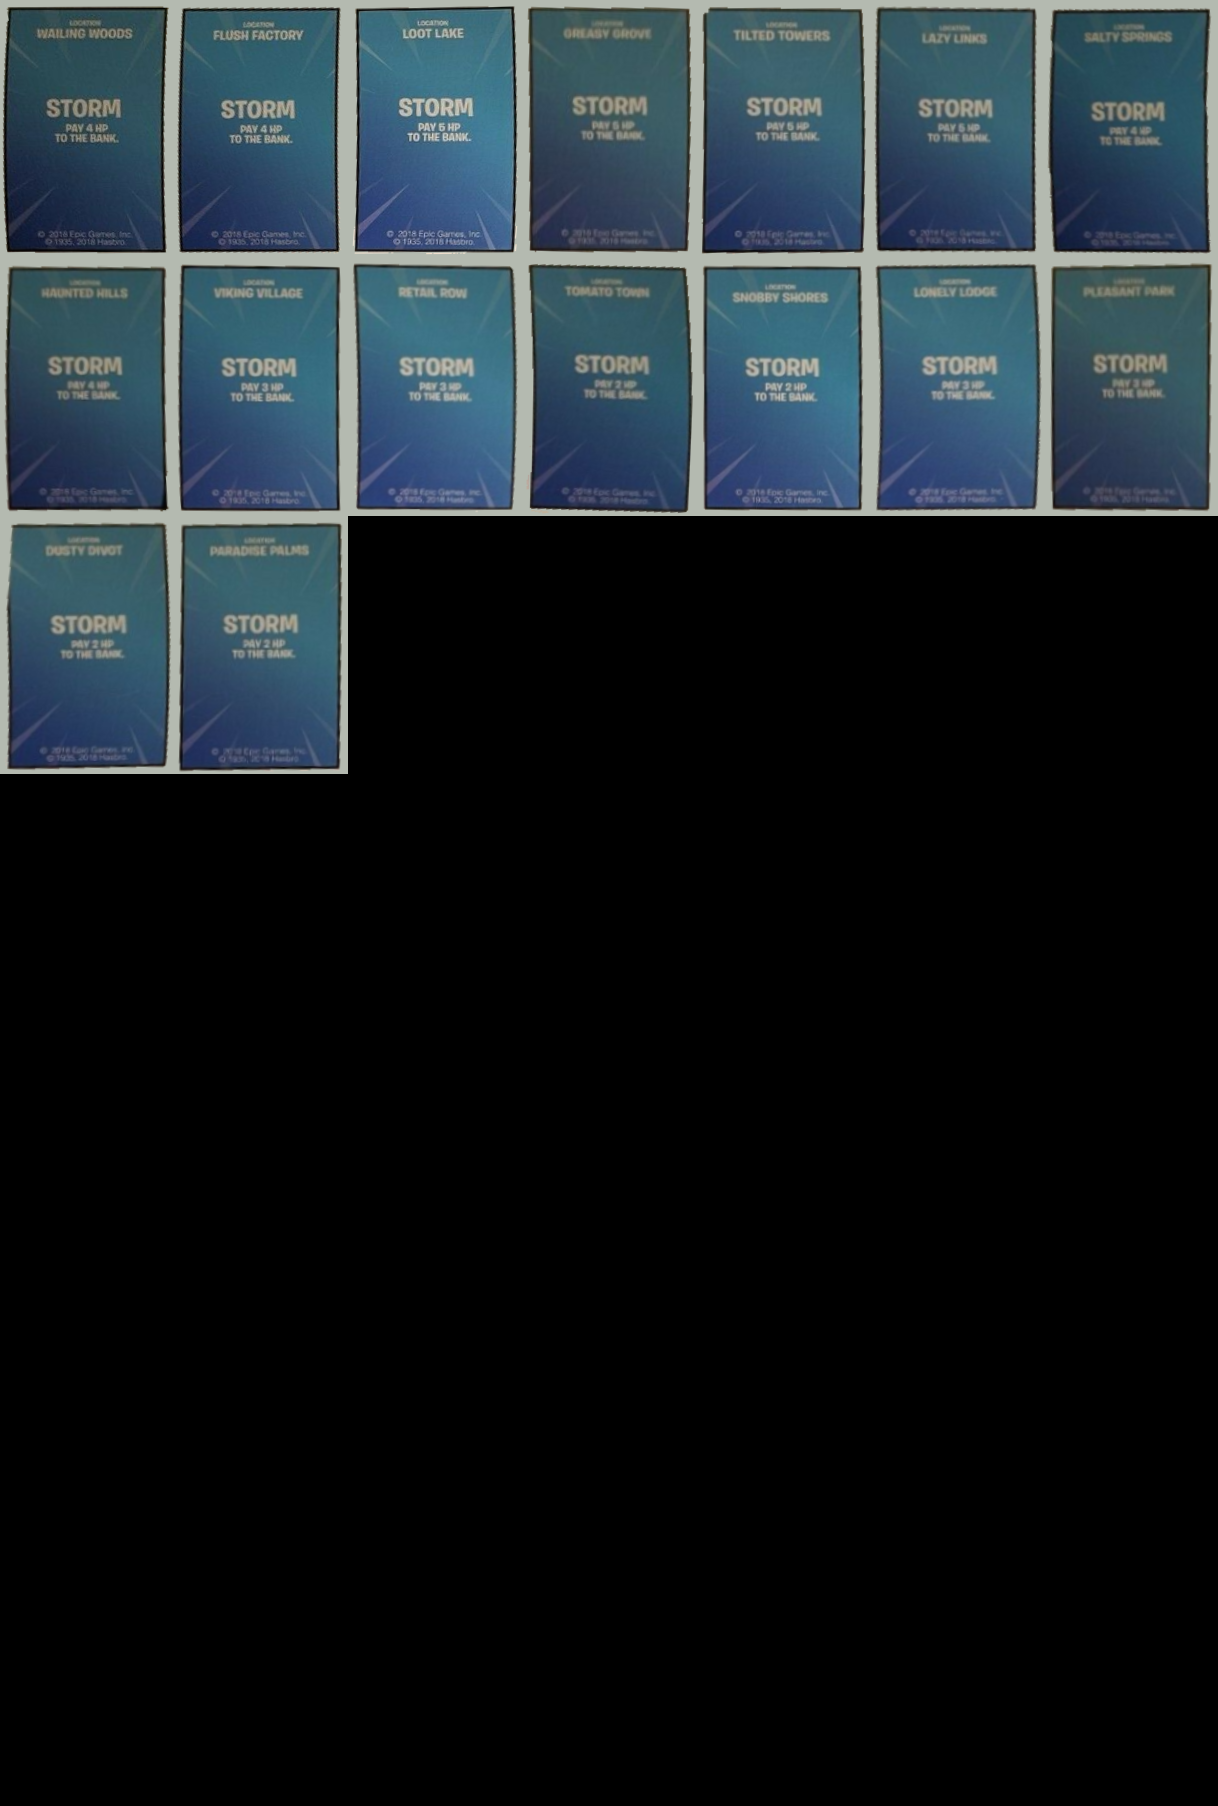 LOCATION
WAILING WOODS
STORM
PAY 4 HP
TO THE BANK.
© 2018 Epic Games, Inc.
© 1935, 2018 Hasbro.
LOCATION
FLUSH FACTORY
STORM
PAY 4 HP
TO THE BANK.
© 2018 Epic Games, Inc.
© 1935, 2018 Hasbro.
LOCATION
LOOT LAKE
STORM
PAY 5 HP
TO THE BANK.
© 2018 Epic Games, Inc.
© 1935, 2018 Hasbro.
LOCATION
GREASY GROVE
STORM
PAY 5 HP
TO THE BANK.
© 2018 Epic Games, Inc.
© 1935, 2018 Hasbro.
LOCATION
TILTED TOWERS
STORM
PAY 5 HP
TO THE BANK.
© 2018 Epic Games, Inc.
© 1935, 2018 Hasbro.
LOCATION
LAZY LINKS
STORM
PAY 5 HP
TO THE BANK.
© 2018 Epic Games, Inc.
© 1935, 2018 Hasbro.
LOCATION
SALTY SPRINGS
STORM
PAY 4 HP
TO THE BANK.
© 2018 Epic Games, Inc.
© 1935, 2018 Hasbro.
LOCATION
HAUNTED HILLS
STORM
PAY 4 HP
TO THE BANK.
© 2018 Epic Games, Inc.
© 1935, 2018 Hasbro.
LOCATION
VIKING VILLAGE
STORM
PAY 3 HP
TO THE BANK.
© 2018 Epic Games, Inc.
© 1935, 2018 Hasbro.
LOCATION
RETAIL ROW
STORM
PAY 3 HP
TO THE BANK.
© 2018 Epic Games, Inc.
© 1935, 2018 Hasbro.
LOCATION
TOMATO TOWN
STORM
PAY 2 HP
TO THE BANK.
© 2018 Epic Games, Inc.
© 1935, 2018 Hasbro.
LOCATION
SNOBBY SHORES
STORM
PAY 2 HP
TO THE BANK.
© 2018 Epic Games, Inc.
© 1935, 2018 Hasbro.
LOCATION
LONELY LODGE
STORM
PAY 3 HP
TO THE BANK.
© 2018 Epic Games, Inc.
© 1935, 2018 Hasbro.
LOCATION
PLEASANT PARK
STORM
PAY 3 HP
TO THE BANK.
© 2018 Epic Games, Inc.
© 1935, 2018 Hasbro.
LOCATION
DUSTY DIVOT
STORM
PAY 2 HP
TO THE BANK.
© 2018 Epic Games, Inc.
© 1935, 2018 Hasbro.
LOCATION
PARADISE PALMS
STORM
PAY 2 HP
TO THE BANK.
© 2018 Epic Games, Inc.
© 1935, 2018 Hasbro.